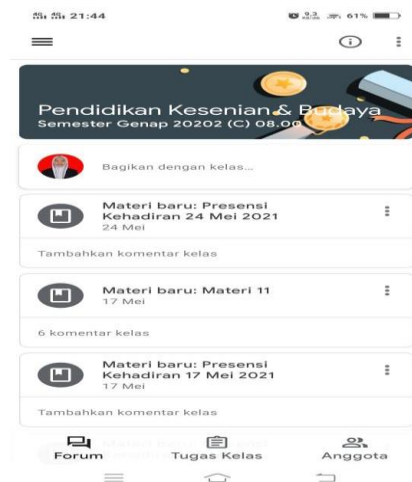 21:44
61%
Pendidikan Kesenian & Budaya
Semester Genap 20202 (C) 08.00
Bagikan dengan kelas...
Materi baru: Presensi
Kehadiran 24 Mei 2021
24 Mei
Tambahkan komentar kelas
Materi baru: Materi 11
17 Mei
6 komentar kelas
Materi baru: Presensi
Kehadiran 17 Mei 2021
17 Mei
Tambahkan komentar kelas
Forum
Tugas Kelas
Anggota